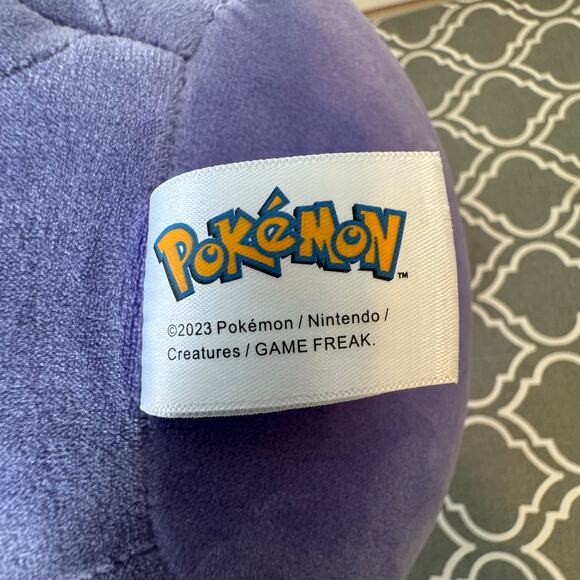 POKéMON™
©2023 Pokémon / Nintendo /
Creatures / GAME FREAK.